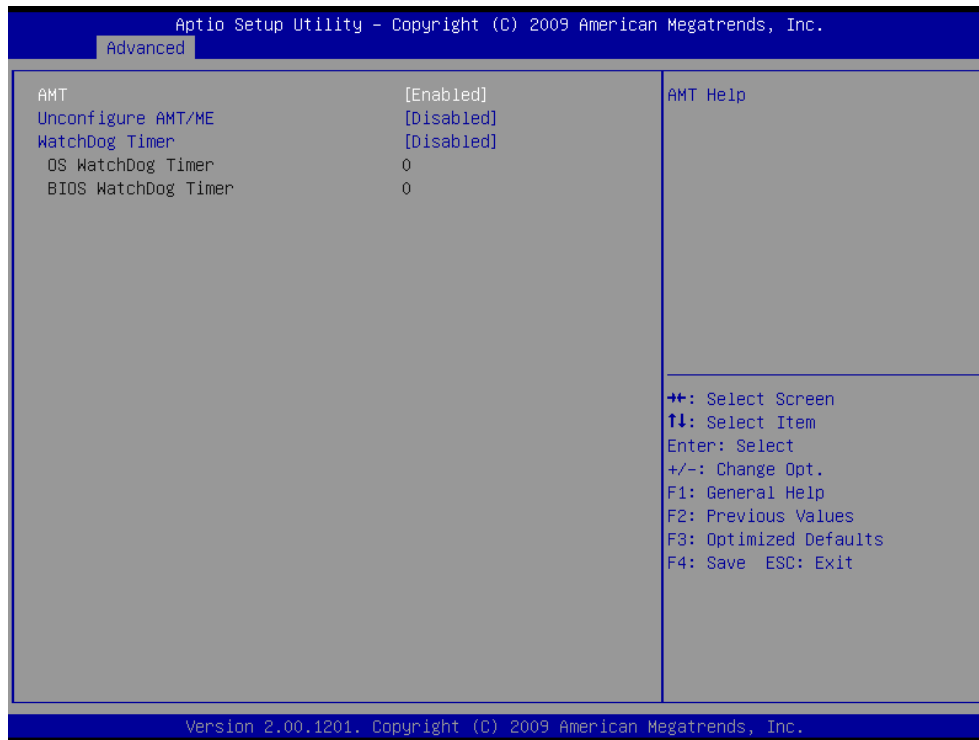 Aptio Setup Utility – Copyright (C) 2009 American Megatrends, Inc.
Advanced
AMT [Enabled]
Unconfigure AMT/ME [Disabled]
WatchDog Timer [Disabled]
OS WatchDog Timer 0
BIOS WatchDog Timer 0
AMT Help
→←: Select Screen
↑↓: Select Item
Enter: Select
+/-: Change Opt.
F1: General Help
F2: Previous Values
F3: Optimized Defaults
F4: Save ESC: Exit
Version 2.00.1201. Copyright (C) 2009 American Megatrends, Inc.